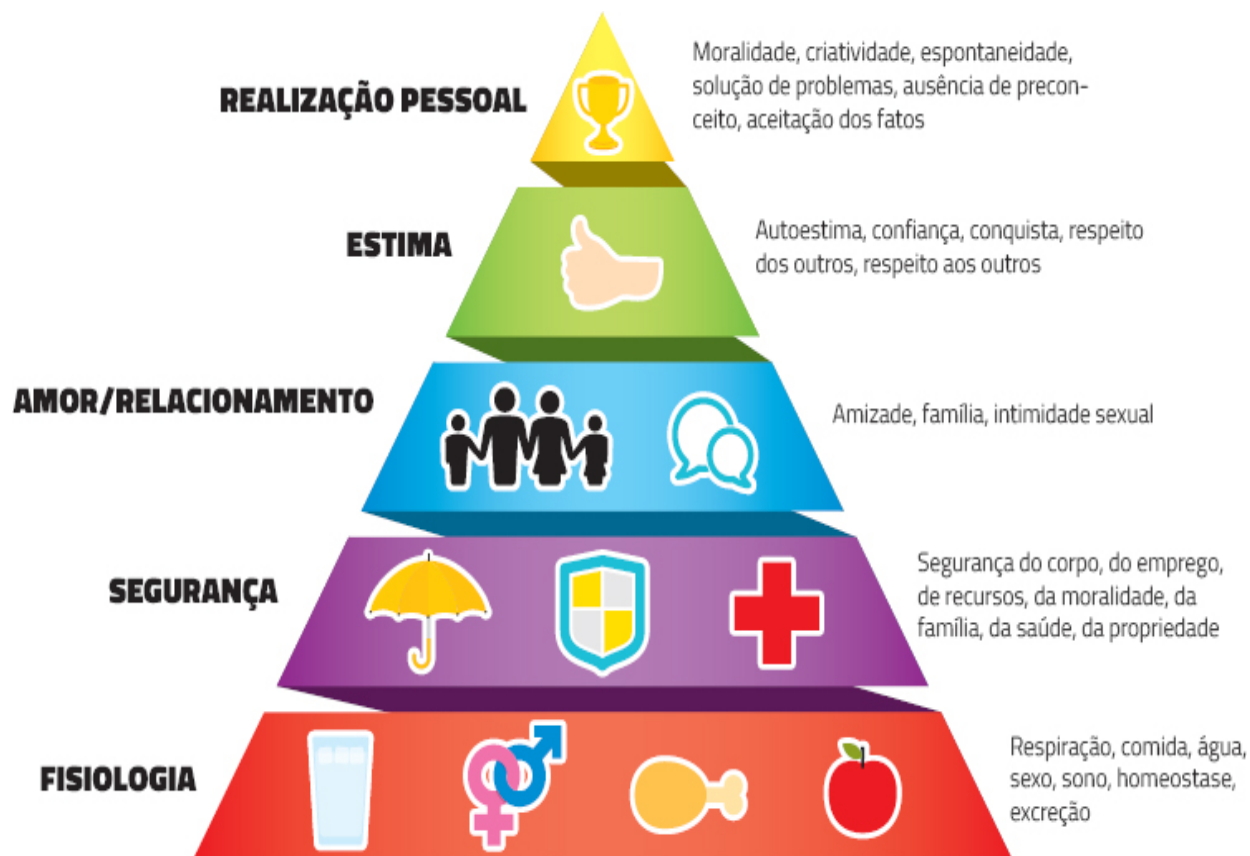 REALIZAÇÃO PESSOAL
Moralidade, criatividade, espontaneidade,
solução de problemas, ausência de precon-
ceito, aceitação dos fatos
ESTIMA
Autoestima, confiança, conquista, respeito
dos outros, respeito aos outros
AMOR/RELACIONAMENTO
Amizade, família, intimidade sexual
SEGURANÇA
Segurança do corpo, do emprego,
de recursos, da moralidade, da
família, da saúde, da propriedade
FISIOLOGIA
Respiração, comida, água,
sexo, sono, homeostase,
excreção